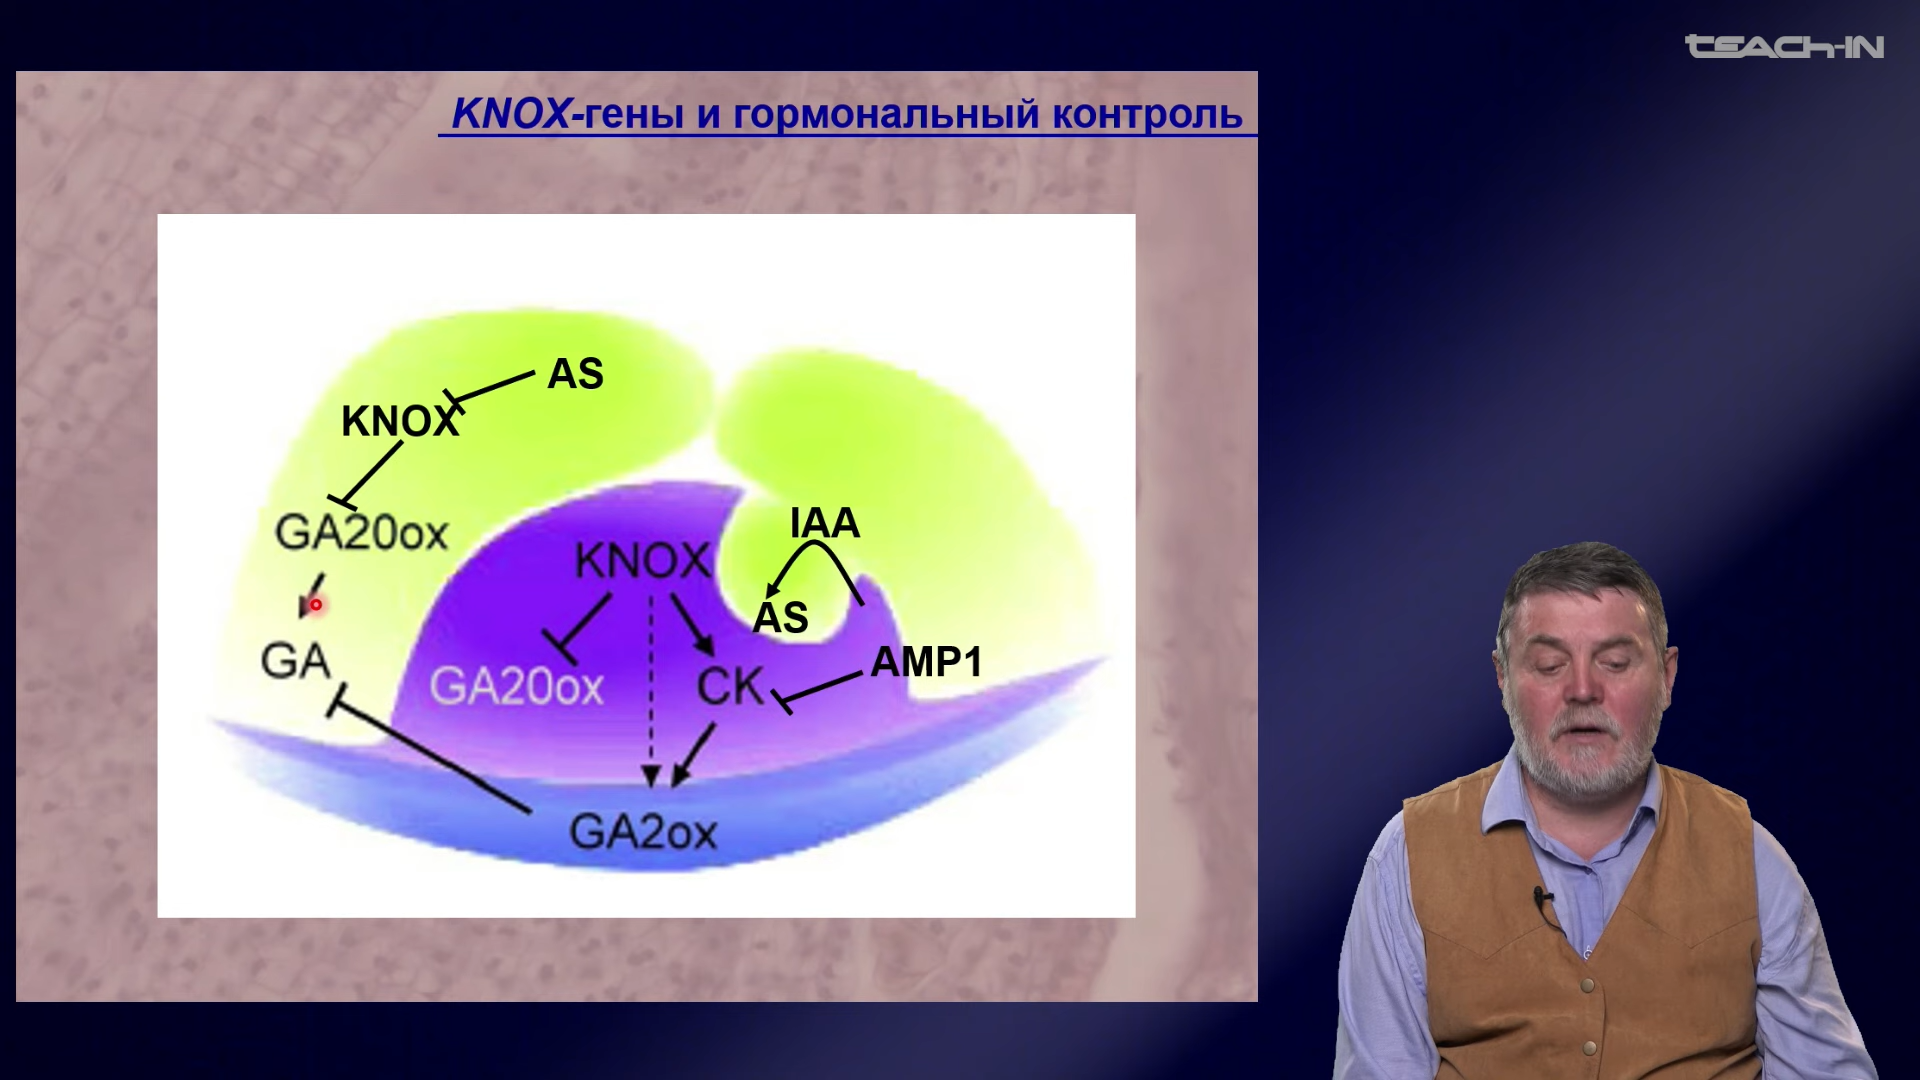 TEACH-IN
KNOX-гены и гормональный контроль
AS
KNOX
GA20ox
GA
KNOX
GA20ox
CK
GA2ox
IAA
AS
AMP1